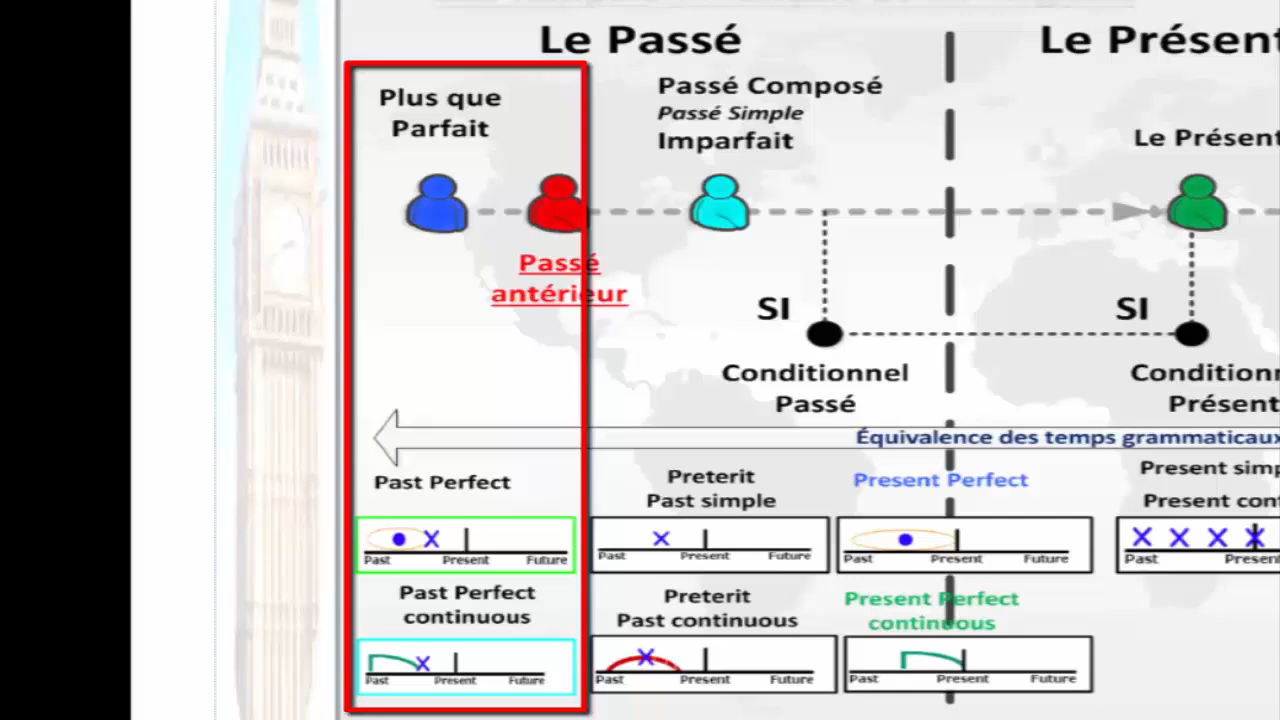 Le Passé
Le Présent
Plus que
Parfait
Passé Composé
Passé Simple
Imparfait
Le Présent
Passé
antérieur
SI
SI
Conditionnel
Passé
Condition
Présent
Équivalence des temps grammaticaux
Past Perfect
Preterit
Past simple
Present Perfect
Present sim
Present con
Past Present Future
Past Present Future
Past Present Future
Past Present
Past Perfect
continuous
Preterit
Past continuous
Present Perfect
continuous
Past Present Future
Past Present Future
Past Present Future